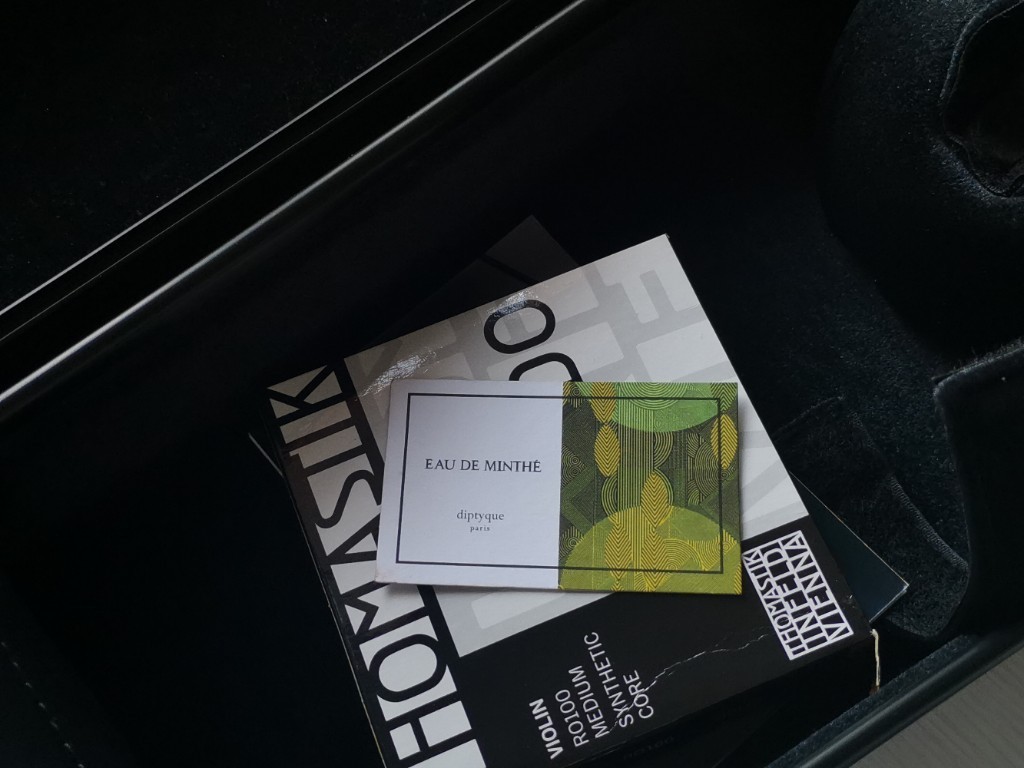 EAU DE MINTHÉ
diptyque
paris
THOMASTIK
THOMASTIK
INFELD
VIENNA
VIOLIN
RO100
MEDIUM
SYNTHETIC
CORE